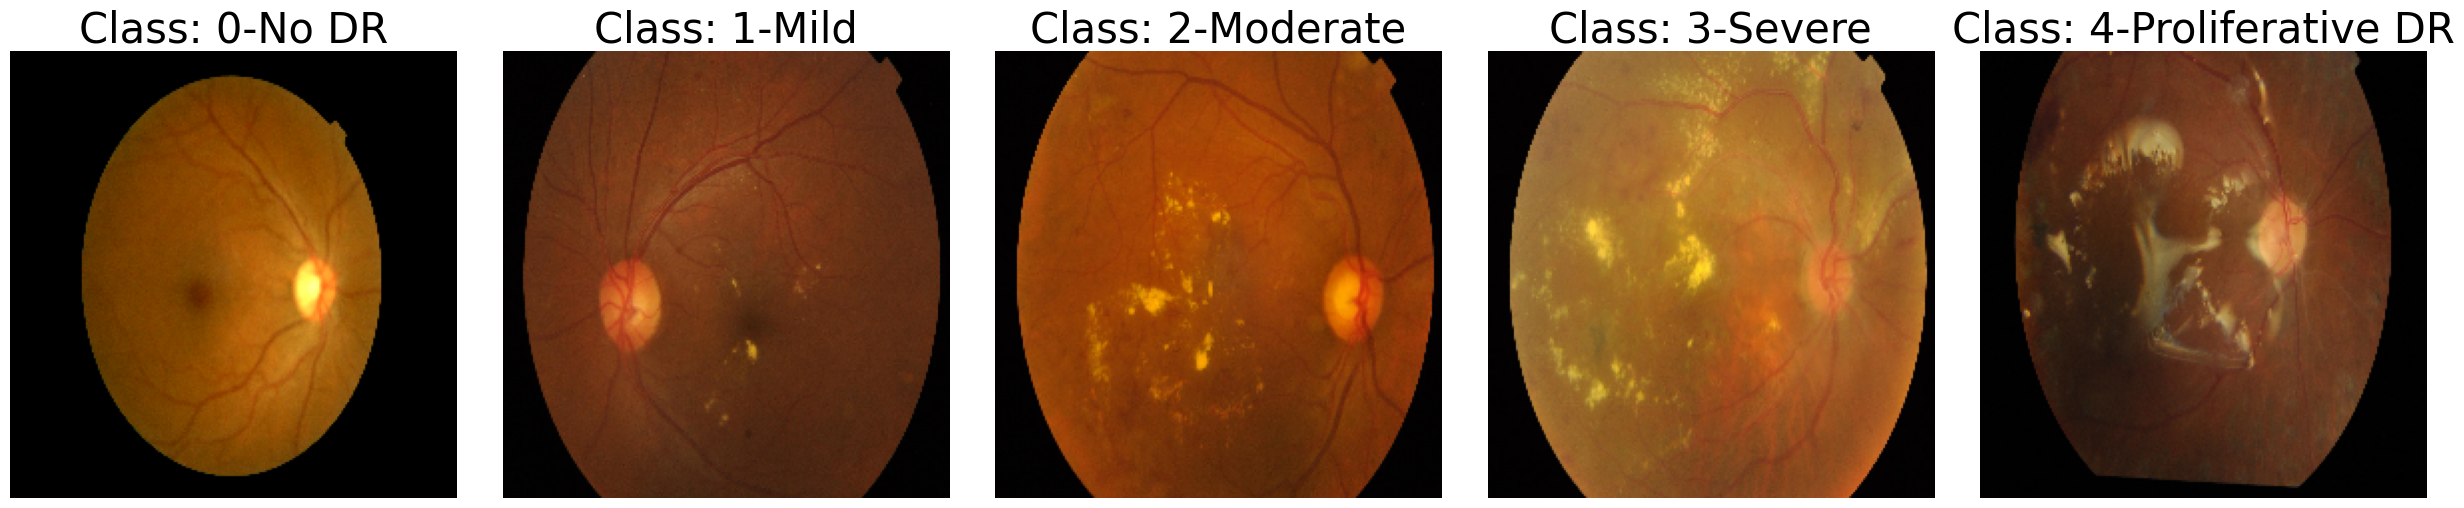 Class: 0-No DR
Class: 1-Mild
Class: 2-Moderate
Class: 3-Severe
Class: 4-Proliferative DR